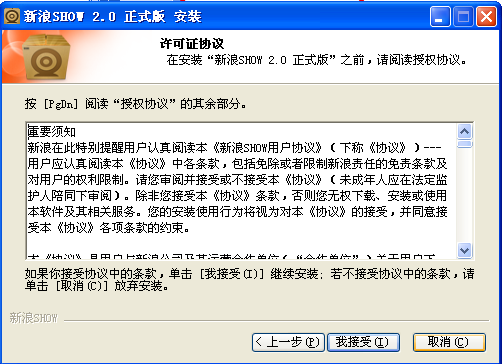 新浪SHOW 2.0 正式版 安装
许可证协议
在安装“新浪SHOW 2.0 正式版”之前,请阅读授权协议。
按 [PgDn] 阅读“授权协议”的其余部分。
重要须知
新浪在此特别提醒用户认真阅读本《新浪SHOW用户协议》(下称《协议》)---
用户应认真阅读本《协议》中各条款,包括免除或者限制新浪责任的免责条款及
对用户的权利限制。请您审阅并接受或不接受本《协议》(未成年人应在法定监
护人陪同下审阅)。除非您接受本《协议》条款,否则您无权下载、安装或使用
本软件及其相关服务。您的安装使用行为将视为对本《协议》的接受,并同意接
受本《协议》各项条款的约束。
本《协议》是用户与新浪公司及其运营合作单位(“合作单位”)关于用户下
如果你接受协议中的条款,单击 [我接受(I)] 继续安装; 若不接受协议中的条款,请
单击 [取消(C)] 放弃安装。
新浪SHOW
< 上一步(P)
我接受(I)
取消(C)